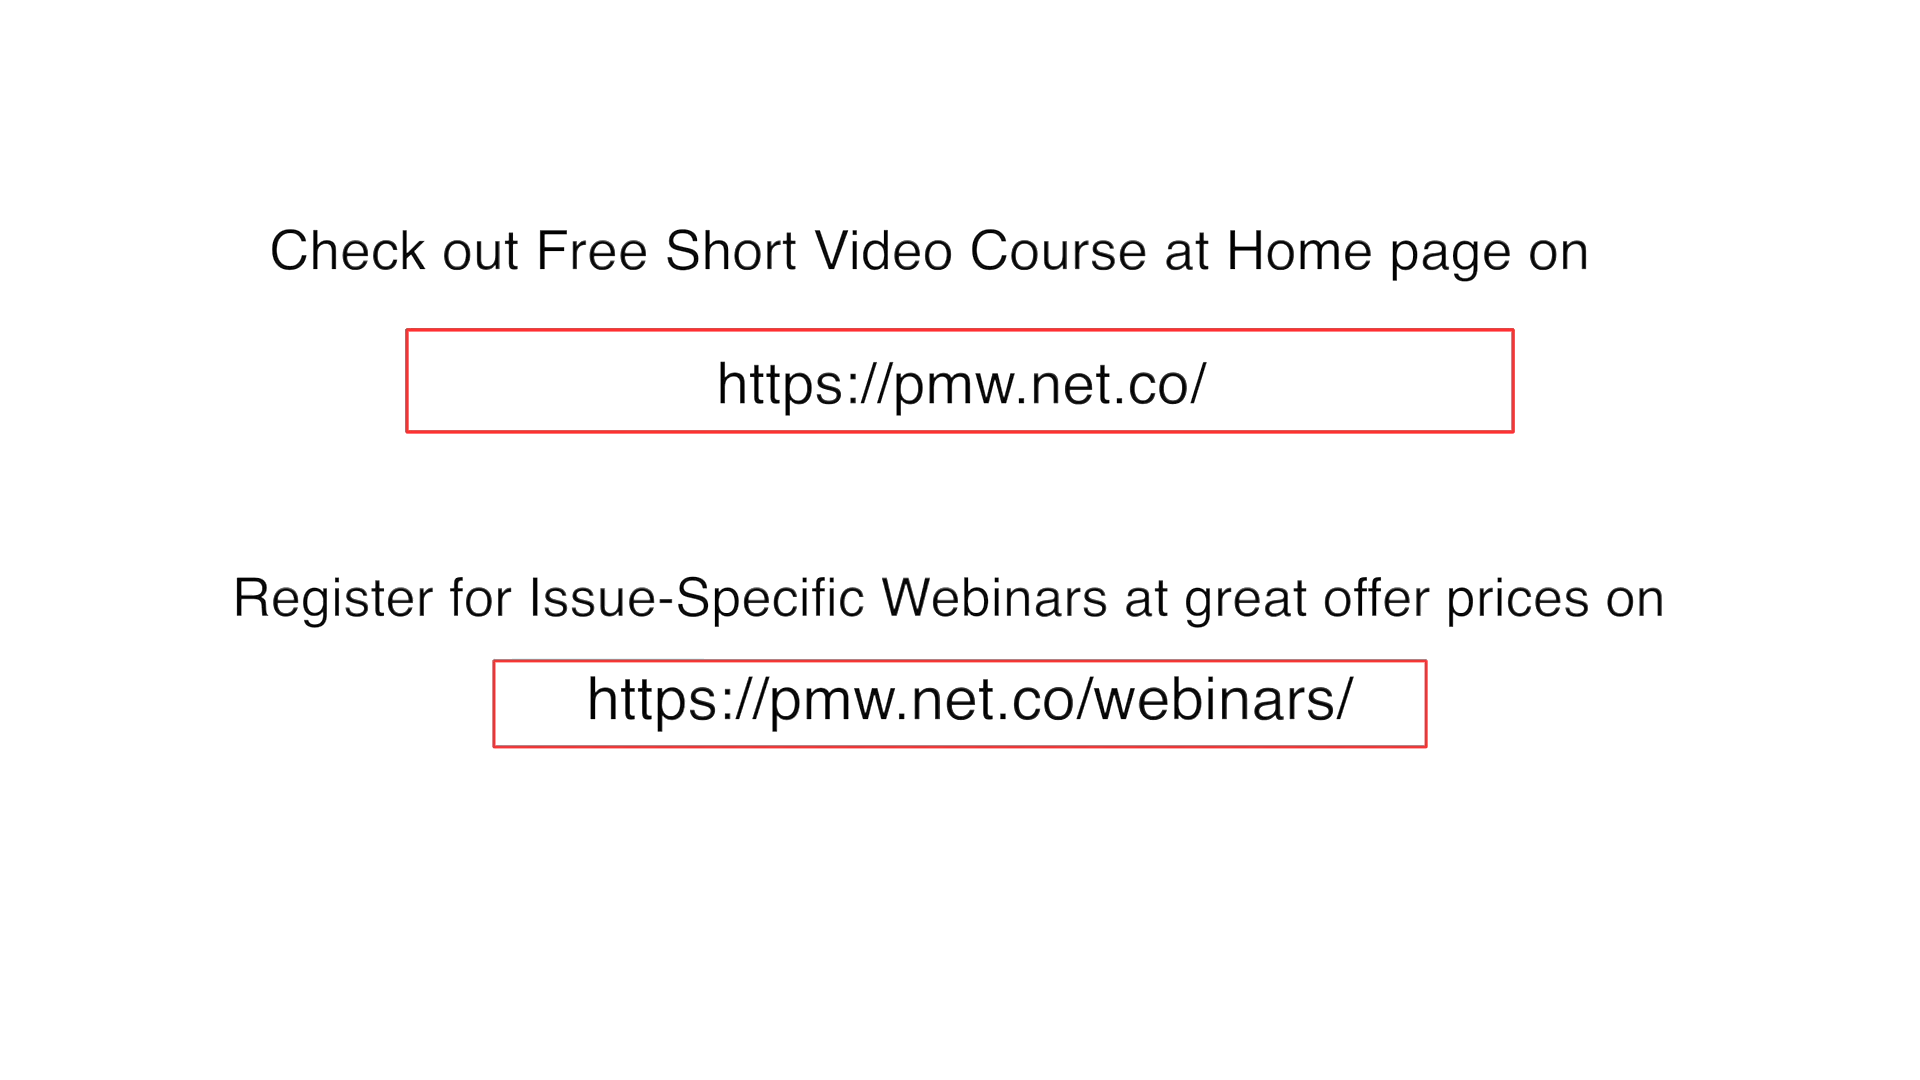 Check out Free Short Video Course at Home page on
https://pmw.net.co/
Register for Issue-Specific Webinars at great offer prices on
https://pmw.net.co/webinars/